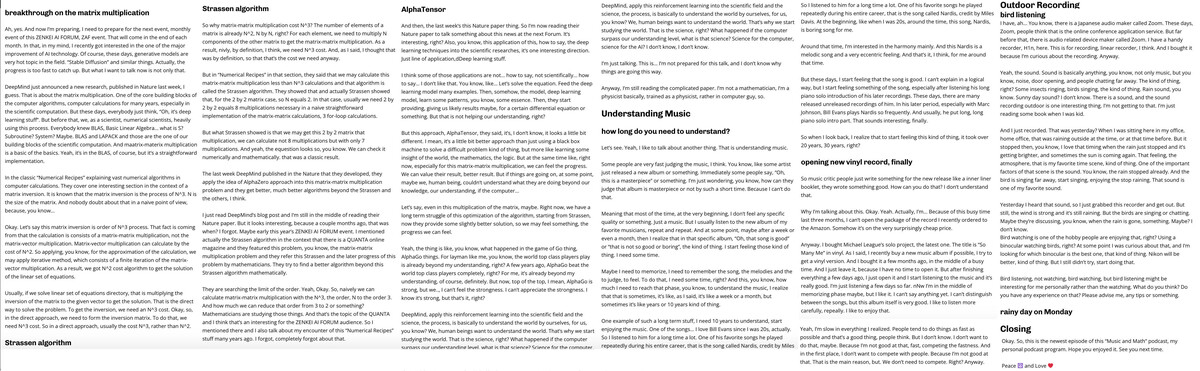 breakthrough on the matrix multiplication
Ah, yes. And now I'm preparing, I need to prepare for the next event, monthly
event of this ZENKEI AI FORUM, ZAF event. That will come in the end of the
month. In that, in my mind, I recently got interested in the one of the major
improvement of AI technology. Of course, these days, generative models are
very hot topic in the field. "Stable Diffusion" and similar things. Actually, the
progress is too fast to catch up. But what I want to talk now is not only that.
DeepMind just announced a new research, published in Nature last week, I
guess. That is about the matrix multiplication. One of the core building blocks of
the computer algorithms, computer calculations for many years, especially in
the scientific computations. But these days, everybody just think, "Oh, it's deep
learning stuff". But before that, we, as a scientist, numerical scientists, heavily
using this process. Everybody knew BLAS, Basic Linear Algebra... what is S?
Subroutine? System? Maybe. BLAS and LAPACK and those are the one of our
building blocks of the scientific computation. And maatrix-matrix multiplication
is a basic of the basics. Yeah, it's in the BLAS, of course, but it's a straightforward
implementation.
In the classic "Numerical Recipes" explaining vast numerical algorithms in
computer calculations. They cover one interesting section in the context of a
matrix inversion. It is known that the matrix inversion is the process of N^3. N is
the size of the matrix. And nobody doubt about that in a naive point of view,
because, you know...
Okay. Let's say this matrix inversion is order of N^3 process. That fact is coming
from that the calculation is consists of a matrix-matrix multiplication, not the
matrix-vector multiplication. Matrix-vector multiplication can be calculate by the
cost of N^2. So applying, you know, for the approximation of the calculation, we
may apply iterative method, which consists of a finite iteration of the matrix-
vector multiplication. As a result, we got N^2 cost algorithm to get the solution
of the linear set of equations.
Usually, if we solve linear set of equations directory, that is multiplying the
inversion of the matrix to the given vector to get the solution. That is the direct
way to solve the problem. To get the inversion, we need an N^3 cost. Okay. So,
in the direct approach, we need to perform the matrix inversion. To do that, we
need N^3 cost. So in a direct approach, usually the cost of N^3, rather than N^2.
Strassen algorithm
Strassen algorithm
So why matrix-matrix multiplication costs N^3? The number of elements of a
matrix is already N^2, N by N, right? For each element, we need to multiply N
components of the other matrix to get the matrix-matrix multiplication. As a
result, only, by definition, I think, we need N^3 cost. And, as I said, I thought that
was by definition, so that that's the cost we need anyway.
But in "Numerical Recipes" in that section, they said that we may calculate this
matrix-matrix multiplication less than N^3 complexities and that algorithm is
called the Strassen algorithm. They showed that and actually Strassen showed
that, for the 2 by 2 matrix case, so N equals 2. In that case, usually we need 2 by
2 by 2 equals 8 multiplications necessary in a naive straightforward
implementation of the multiplications, 3 for-loop calculations.
But what Strassen showed is that we may get this 2 by 2 matrix that
multiplication, we can calculate not 8 multiplications but with only 7
multiplications. And yeah, the equation looks so, you know. We can check it
numerically and mathematically. that was a classic result.
The last week DeepMind published in the Nature that they developed, they
apply the idea of AlphaZero approach into this matrix-matrix multiplication
problem and they get better, much better algorithms beyond the Strassen and
the others, I think.
I just read DeepMind's blog post and I'm still in the middle of reading the
Nature paper. But it looks interesting, because a couple months ago, that was
when? I forgot. Maybe early this year's ZENKEI AI FORUM event, I actually
mentioned the Strassen algorithm in the context that there is a QUANTA online
magazine and they featured this problem, you know, the matrix-matrix
multiplication problem and they refer this Strassen and the later progress of this
problem by mathematicians. They try to find a better algorithm beyond this
Strassen algorithm.
They are searching the limit of the order. Yeah, Okay. So, naively we can
calculate matrix-matrix multiplication with the N^3, the order, N to the order 3.
And how much we can reduce that order from 3 to 2 or something?
Mathematicians are studying those things. And that's the topic of the QUANTA
and I think that's an interesting for the ZENKEI AI FORUM audience. So I
mentioned there and I also talk about my encounter of this "Numerical Recipes"
stuff many years ago. I forgot, completely forgot about that.
AlphaTensor
And then, the last week's this Nature paper thing. So I'm now reading their
Nature paper to talk something about this news at the next Forum. It's
interesting, right? Also, you know, this application of this, how to say, the deep
learning techniques into the scientific researches, it's one interesting direction.
Just line of application,dDeep learning stuff.
I think some of those applications are not... how to say, not scientifically... how
to say... I don't like that. You know, like... Let's solve the equation. Feed the deep
learning model many examples. Then, somehow, the model, deep learning
model, learn some patterns, you know, some essence. Then, they start
providing, giving us likely results maybe, for a certain differential equation or
something. But that is not helping our understanding, right?
But this approach, AlphaTensor, they said, it's, I don't know, it looks a little bit
different. I mean, it's a little bit better approach than just using a black box
machine to solve a difficult problem kind of thing, but more like learning some
insight of the mathematics, the logic. But at the same time, like, right now,
especially for this matrix-matrix multiplications, we can feel the progress. We
can value their result, better result. But if things are going on, at some point,
maybe we, human being, couldn't understand what they are doing beyond our
knowledge, our understanding, if the computer...
Let's say, even in this multiplication of the matrix, maybe. Right now, we have a
long term struggle of this optimization of the algorithm, starting from Strassen,
now they provide some slightly better solution, so we may feel something, the
progress we can feel.
Yeah, the thing is like, you know, what happened in the game of Go thing,
AlphaGo things. For layman like me, you know, the world class pro players play
is already beyond my understanding, right? A few years ago, AlphaGo beat the
world top class players completely, right? For me, it's already beyond my
understanding, of course, definitely. But now, top of the top, I mean, AlphaGo is
strong, but we... I can't feel the strongness. I can't appreciate the strongness. I
know it's strong, but that's it, right?
DeepMind, apply this reinforcement learning into the scientific field and the
science, the process, is basically to understand the world by ourselves, for us,
you know? We, human beings want to understand the world. That's why we start
studying the science. That is, right? What happened if the computer
surpass our understanding level, what is that science? Science for the computer,
DeepMind, apply this reinforcement learning into the scientific field and the
science, the process, is basically to understand the world by ourselves, for us,
you know? We, human beings want to understand the world. That's why we start
studying the science. That is, right? What happened if the computer surpass our
understanding level, what is that science? Science for the computer,
science for the AI? I don't know, I don't know.
I'm just talking. This is... I'm not prepared for this talk, and I don't know why
things are going this way.
Anyway, I'm still reading the complicated paper. I'm not a mathematician, I'm a
physicist basically, trained as a physicist, rather in computer guy, so.
Understanding Music
how long do you need to understand?
Let's see. Yeah, I like to talk about another thing. That is understanding music.
Some people are very fast judging the music, I think. You know, like some artist
just released a new album or something. Immediately some people say, "Oh,
this is a masterpiece" or something. I'm just wondering, you know, how can they
judge that album is masterpiece or not by such a short time. Because I can't do
that.
Meaning that most of the time, at the very beginning, I don't feel any specific
quality or something. Just a music. But I usually listen to the new album of my
favorite musicians, repeat and repeat. And at some point, maybe after a week or
even a month, then I realize that in that specific album, "Oh, that song is good"
or "that is not so good or boring", the kind of thing. I start feeling those kind of
thing. I need some time.
Maybe I need to memorize, I need to remember the song, the melodies and the
to judge, to feel. To do that, I need some time, right? And this, you know, how
much I need to reach that phase, you know, to understand the music, I realize
that that is sometimes, it's like, as I said, it's like a week or a month, but
sometimes it's like years or 10 years kind of thing.
One example of such a long term stuff, I need 10 years to understand, start
enjoying the music. One of the songs... I love Bill Evans since I was 20s, actually.
So I listened to him for a long time. One of his favorite songs he played
repeatedly during his entire career, that is the song called Nardis, credit by Miles
So I listened to him for a long time. One of his favorite songs he played
repeatedly during his entire career, that is the song called Nardis, credit by Miles
Davis. At the beginning, like when I was 20s, around the time, this song, Nardis,
is boring song for me.
Around that time, I'm interested in the harmony mainly. And this Nardis is a
melodic song and a very eccentric feeling. And that's it, I think, for me around
that time.
But these days, I start feeling that song is good. I can't explain in a logical way,
but I start feeling something of the song, especially after listening his long
piano solo introduction of his later recordings. These days, there are many
released unreleased recordings of him. In his later period, especially with Marc
Johnson, Bill Evans plays Nardis so frequently. And usually, he put long, long
piano solo intro part. That sounds interesting, finally.
So when I look back, I realize to start feeling this kind of thing, it took over
20 years, 30 years, right?
opening new vinyl record, finally
So music critic people just write something for the new release like a inner liner
booklet, they wrote something good. How can you do that? I don't understand
that.
Why I'm talking about this. Okay. Yeah. Actually, I'm... Because of this busy time
last three months, I can't open the package of the record I recently ordered to
the Amazon. Somehow it's on the very surprisingly cheap price.
Anyway. I bought Michael League's solo project, the latest one. The title is "So
Many Me" in vinyl. As I said, I recently buy a new music album if possible, I try to
get a vinyl version. And I bought it a few months ago, in the middle of a busy
time. And I just leave it, because I have no time to open it. But after finishing
everything a few days ago, I just open it and I start listening to the music and it's
really good. I'm just listening a few days so far. nNow I'm in the middle of
memorizing phase maybe, but I like it. I can't say anything yet. I can't distinguish
between the songs, but this album itself is very good. I like to listen more
carefully, repeatly. I like to enjoy that.
Yeah, I'm slow in everything I realized. People tend to do things as fast as
possible and that's a good thing, people think. But I don't know. I don't want to
do that, maybe. Because I'm not good at that, fast, competing the fastness. And
in the first place, I don't want to compete with people. Because I'm not good at
that. That is the main reason, but I don't need to compete with others. Right? Anyway.
Outdoor Recording
bird listening
I have, ah... You know, there is a Japanese audio maker called Zoom. These days,
Zoom, people think that is the online conference application service. But far
before that, there is audio related device maker called Zoom. I have a handy
recorder, H1n, here. This is for recording, linear recorder, I think. And I bought it
because I'm curious about the recording. Anyway.
Yeah, the sound. Sound is basically anything, you know, not only music, but you
know, noise, door opening, and people chatting far away. The kind of thing,
right? Some insects ringing, birds singing, the kind of thing. Rain sound, you
know. Sunny day sound? I don't know. There is a sound, and the sound
recording outdoor is one interesting thing. I'm not getting to that. I'm just
reading some book when I was kid.
And I just recorded. That was yesterday? When I was sitting here in my office,
home office, that was raining outside at the time, or at that time before. But it
stopped then, you know, I love that timing when the rain just stopped and it's
getting brighter, and sometimes the sun is coming again. That feeling, the
atmosphere, that is my favorite time scene, kind of thing. One of the important
factors of that scene is the sound. You know, the rain stopped already. And the
bird is singing far away, start singing, enjoying the stop raining. That sound is
one of my favorite sound.
Yesterday I heard that sound, so I just grabbed this recorder and get out. But
still, the wind is strong and it's still raining. But the birds are singing or chatting.
Maybe they're discussing, you know, when the rain is gone, something. Maybe? I
don't know.
Bird watching is one of the hobby people are enjoying that, right? Using a
binocular watching birds, right? At some point I was curious about that, and I'm
looking for which binocular is the best one, that kind of thing. Nikon will be
better, you know, kind of thing. But I still didn't try, start doing that.
Bird listening, not watching, watching bird, but bird listening might be
interesting for me personally rather than the watching. What do you think? Do
you have any experience on that? Please advise me, any tips or something.
rainy day on Monday
Closing
Okay. So, this is the newest episode of this "Music and Math" podcast, my
personal podcast program. Hope you enjoyed it. See you next time.
Peace ☮️ and Love ❤️